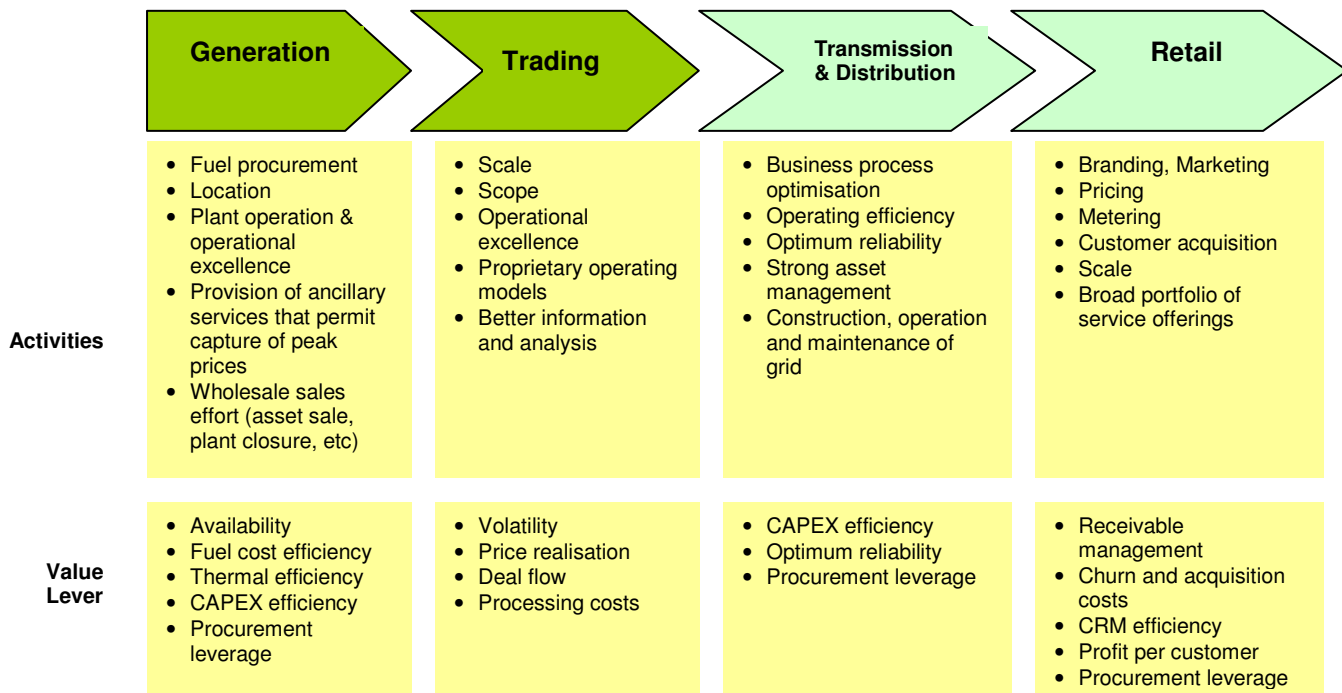 Generation
Trading
Transmission
& Distribution
Retail
Activities
• Fuel procurement
• Location
• Plant operation &
operational
excellence
• Provision of ancillary
services that permit
capture of peak
prices
• Wholesale sales
effort (asset sale,
plant closure, etc)
• Scale
• Scope
• Operational
excellence
• Proprietary operating
models
• Better information
and analysis
• Business process
optimisation
• Operating efficiency
• Optimum reliability
• Strong asset
management
• Construction, operation
and maintenance of
grid
• Branding, Marketing
• Pricing
• Metering
• Customer acquisition
• Scale
• Broad portfolio of
service offerings
Value
Lever
• Availability
• Fuel cost efficiency
• Thermal efficiency
• CAPEX efficiency
• Procurement
leverage
• Volatility
• Price realisation
• Deal flow
• Processing costs
• CAPEX efficiency
• Optimum reliability
• Procurement leverage
• Receivable
management
• Churn and acquisition
costs
• CRM efficiency
• Profit per customer
• Procurement leverage